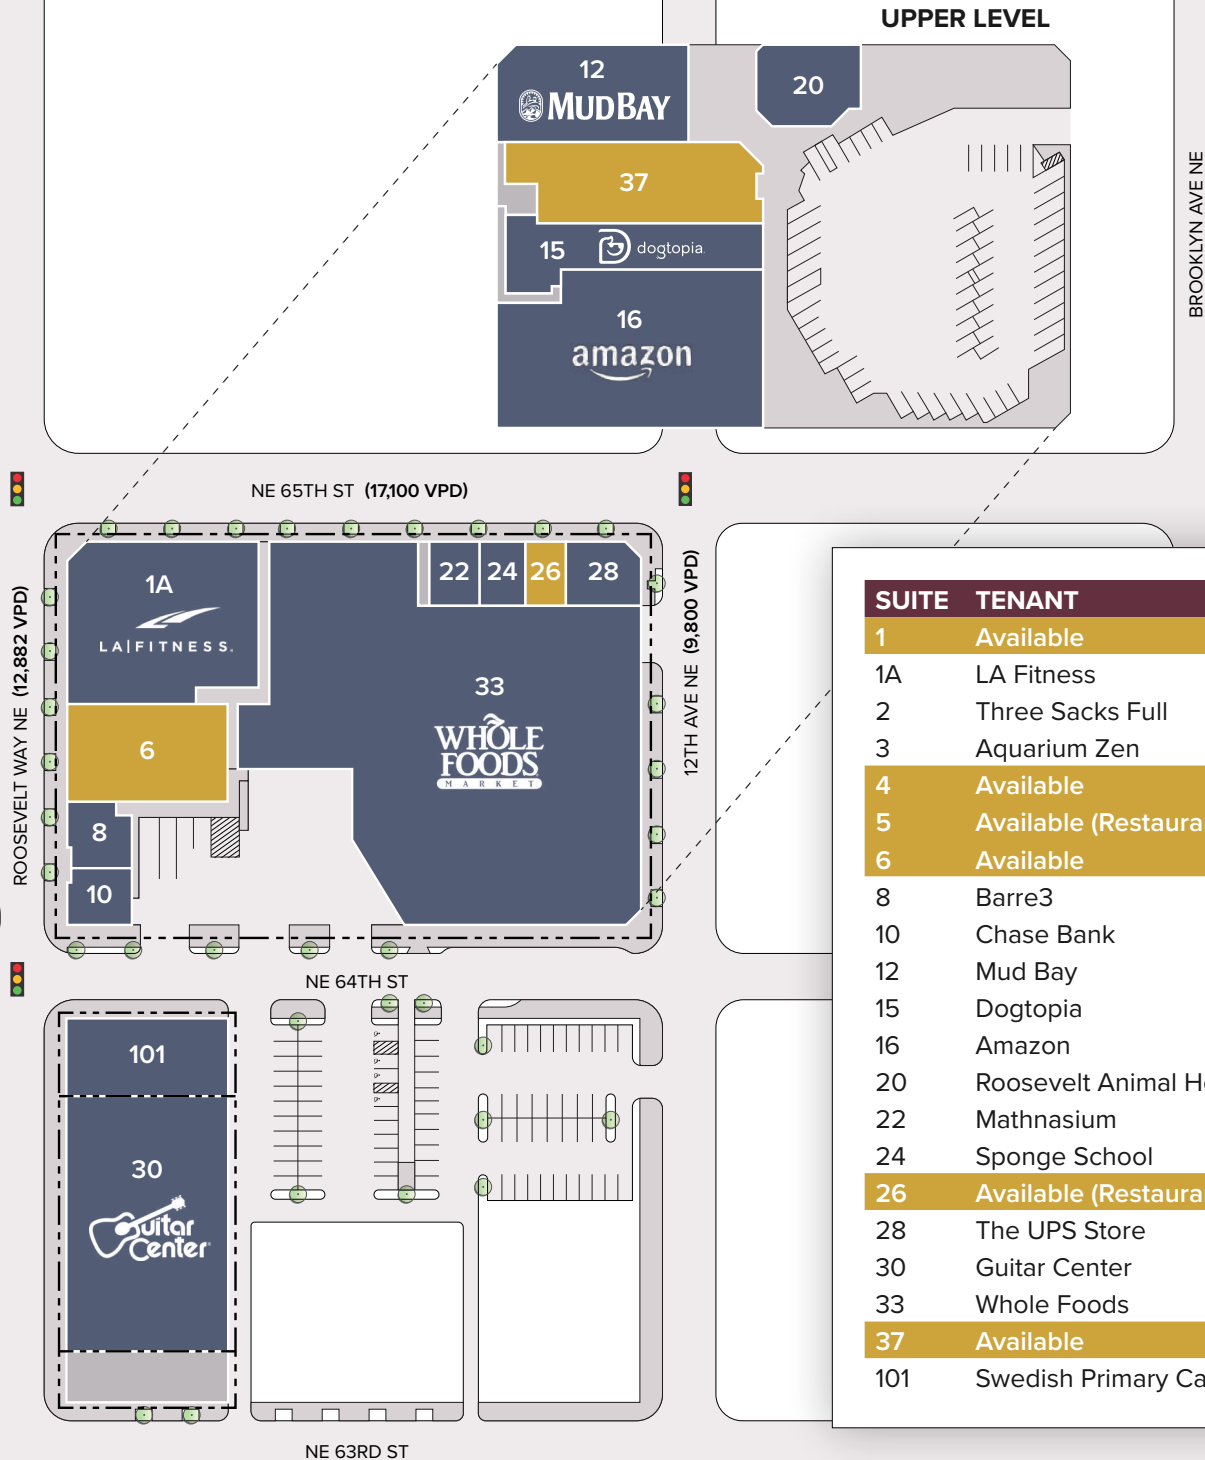 UPPER LEVEL
12
MUDBAY
20
37
15 dogtopia
16
amazon
BROOKLYN AVE NE
NE 65TH ST (17,100 VPD)
ROOSEVELT WAY NE (12,882 VPD)
12TH AVE NE (9,800 VPD)
1A
LA|FITNESS.
22 24 26 28
33
WHOLE
FOODS
MARKET
6
8
10
NE 64TH ST
101
30
Guitar
Center
NE 63RD ST
SUITE TENANT
1 Available
1A LA Fitness
2 Three Sacks Full
3 Aquarium Zen
4 Available
5 Available (Restaura
6 Available
8 Barre3
10 Chase Bank
12 Mud Bay
15 Dogtopia
16 Amazon
20 Roosevelt Animal H
22 Mathnasium
24 Sponge School
26 Available (Restaura
28 The UPS Store
30 Guitar Center
33 Whole Foods
37 Available
101 Swedish Primary Ca